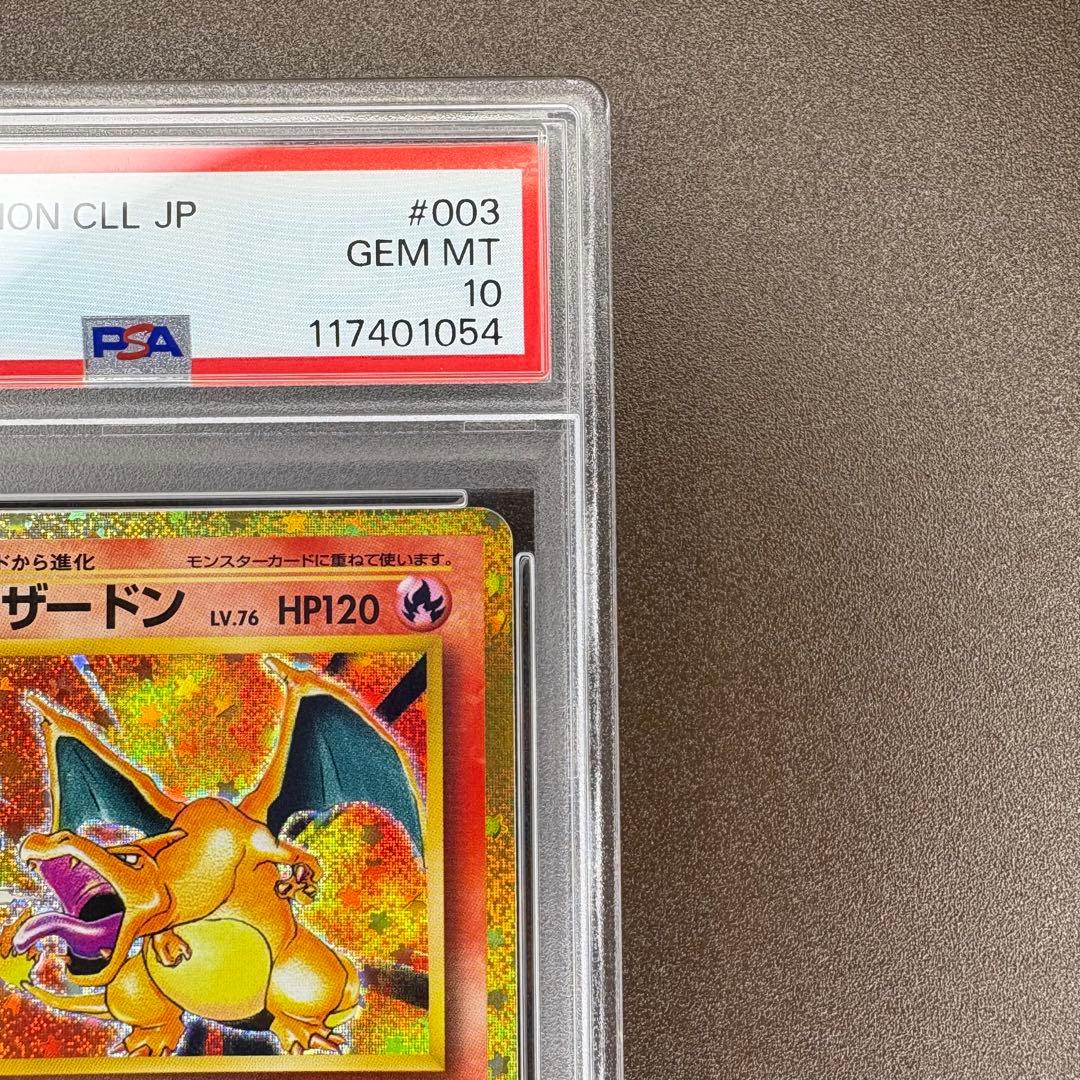 ION CLL JP #003
GEM MT
10
PSA 117401054
ドから進化 モンスターカードに重ねて使います。
ザードン LV.76 HP120